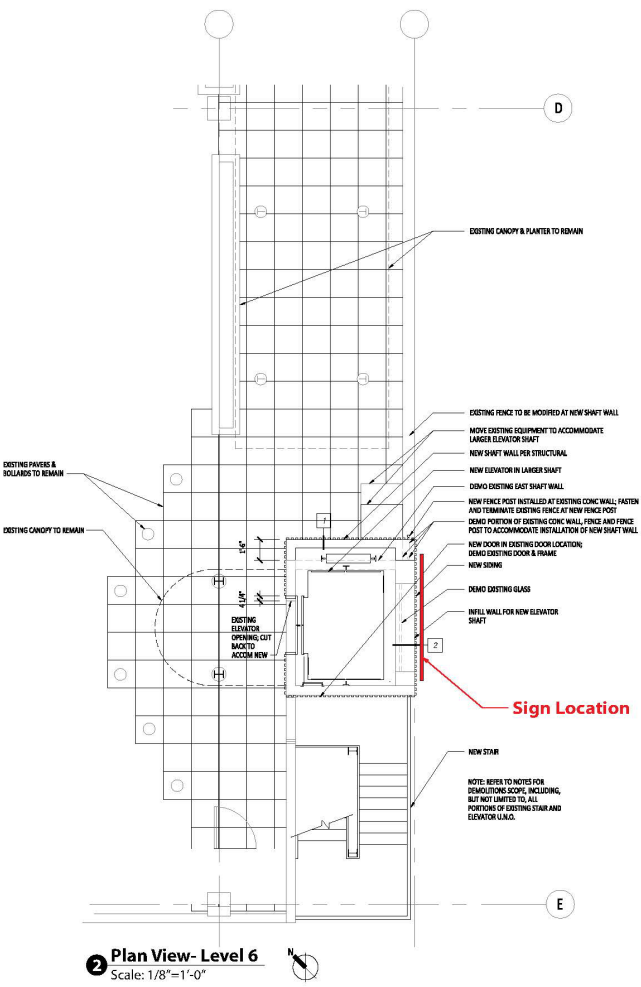 D
EXISTING CANOPY & PLANTER TO REMAIN
EXISTING FENCE TO BE MODIFIED AT NEW SHAFT WALL
MOVE EXISTING EQUIPMENT TO ACCOMMODATE
LARGER ELEVATOR SHAFT
NEW SHAFT WALL PER STRUCTURAL
NEW ELEVATOR IN LARGER SHAFT
DEMO EXISTING EAST SHAFT WALL
NEW FENCE POST INSTALLED AT EXISTING CONC WALL; FASTEN
AND TERMINATE EXISTING FENCE AT NEW FENCE POST
DEMO PORTION OF EXISTING CONC WALL, FENCE AND FENCE
POST TO ACCOMMODATE INSTALLATION OF NEW SHAFT WALL
NEW DOOR IN EXISTING DOOR LOCATION;
DEMO EXISTING DOOR & FRAME
NEW SIDING
DEMO EXISTING GLASS
INFILL WALL FOR NEW ELEVATOR
SHAFT
EXISTING PAVERS &
BOLLARDS TO REMAIN
EXISTING CANOPY TO REMAIN
1
1'-6"
4 1/4"
EXISTING
ELEVATOR
OPENING; CUT
BACK TO
ACCOM NEW
2
Sign Location
NEW STAIR
NOTE: REFER TO NOTES FOR
DEMOLITIONS SCOPE, INCLUDING,
BUT NOT LIMITED TO, ALL
PORTIONS OF EXISTING STAIR AND
ELEVATOR U.N.O.
E
2 Plan View- Level 6
Scale: 1/8"=1'-0"
N